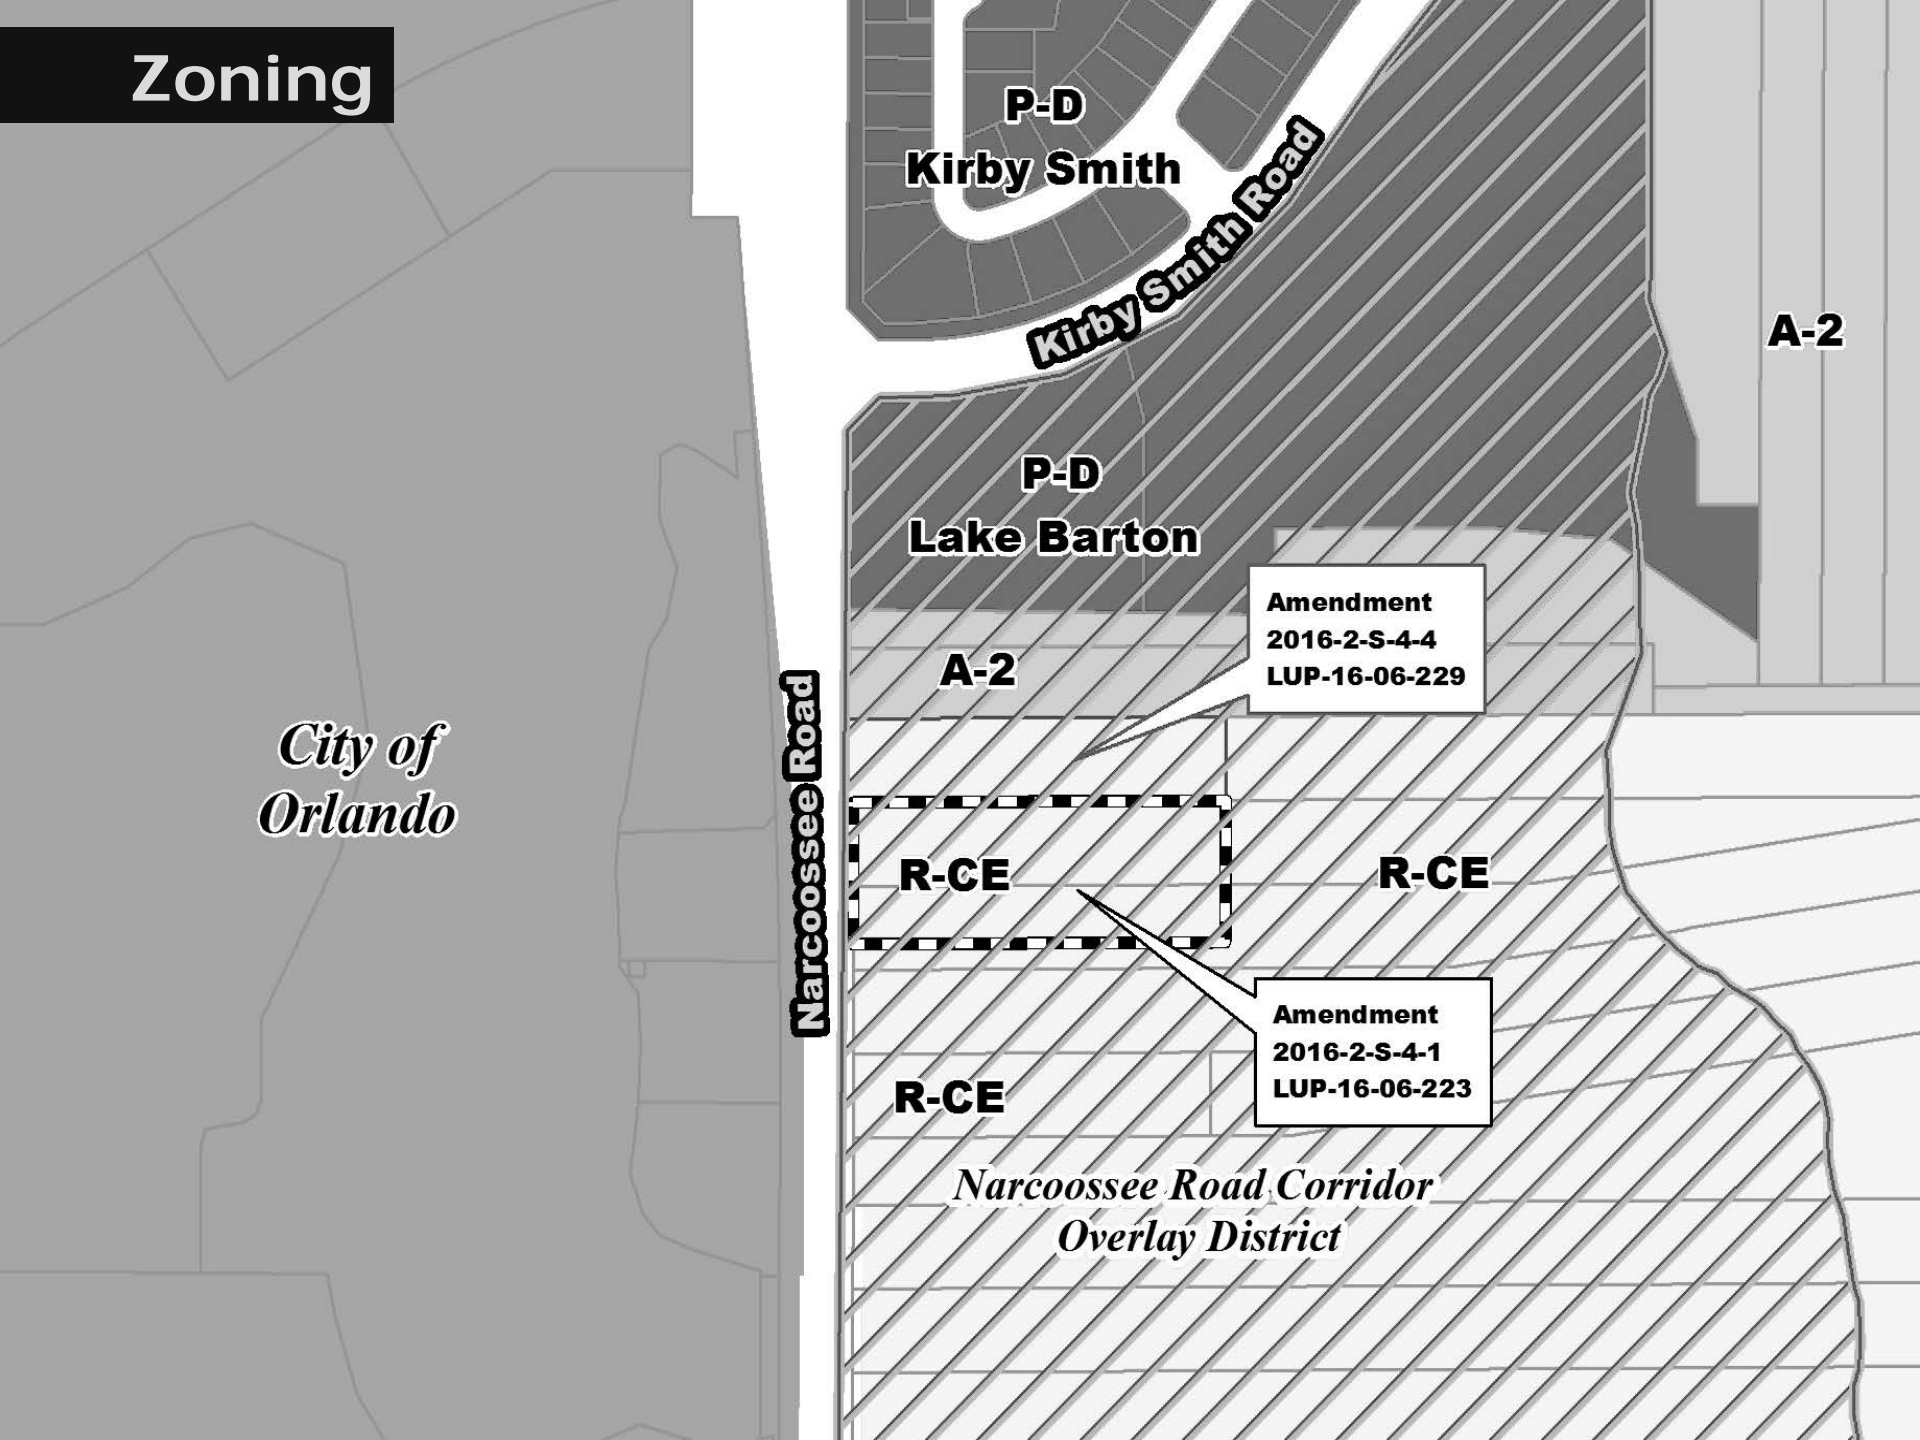 Zoning
P-D
Kirby Smith
Kirby Smith Road
A-2
P-D
Lake Barton
Amendment
2016-2-S-4-4
LUP-16-06-229
A-2
Narcoossee Road
City of
Orlando
R-CE
R-CE
Amendment
2016-2-S-4-1
LUP-16-06-223
R-CE
Narcoossee Road Corridor
Overlay District